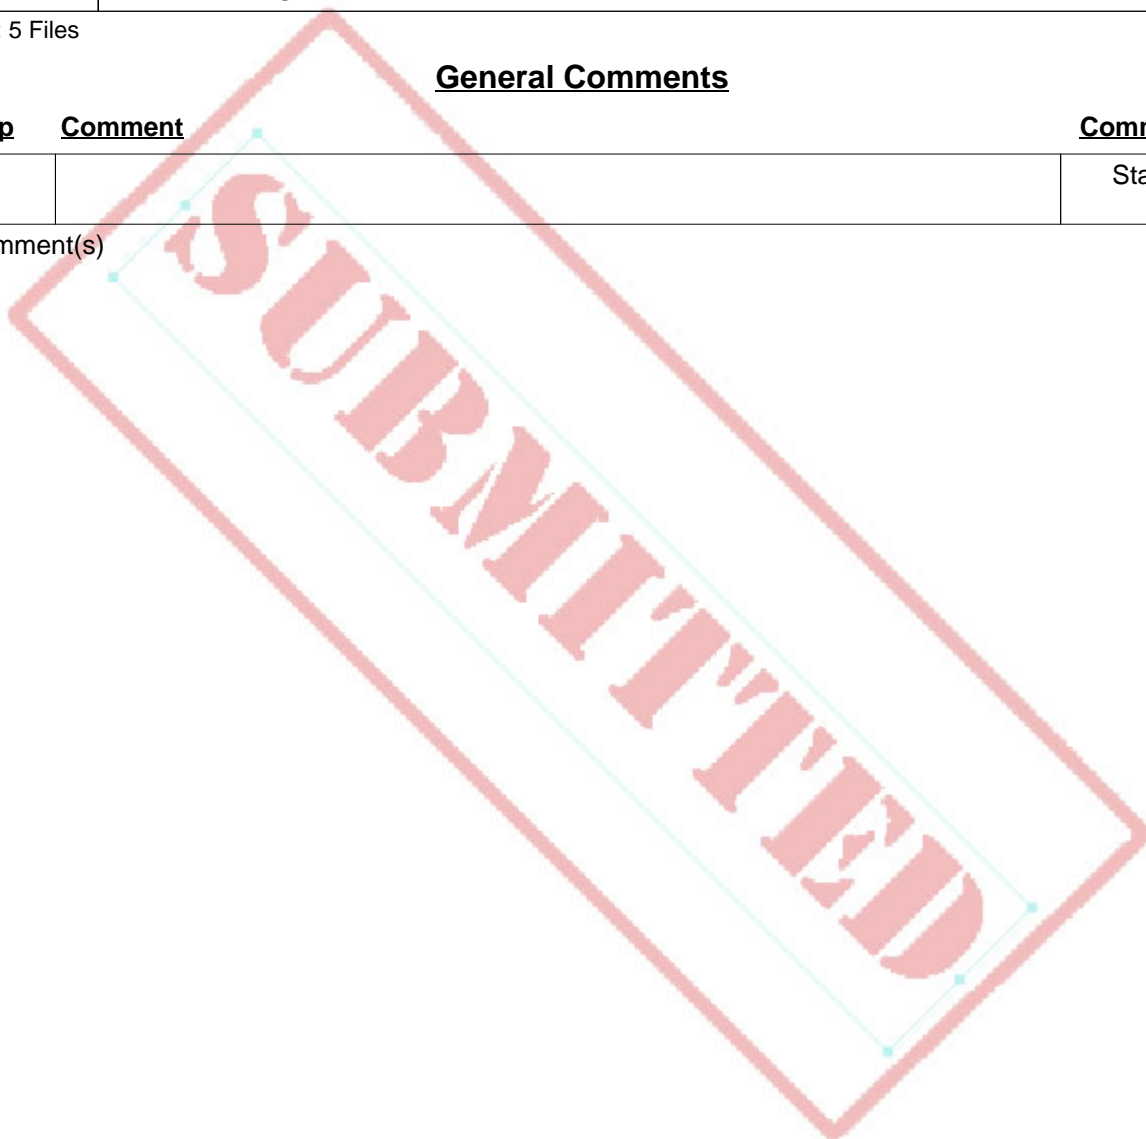 : 5 Files
General Comments
p Comment Comm
Sta
mment(s)
SUBMITTED